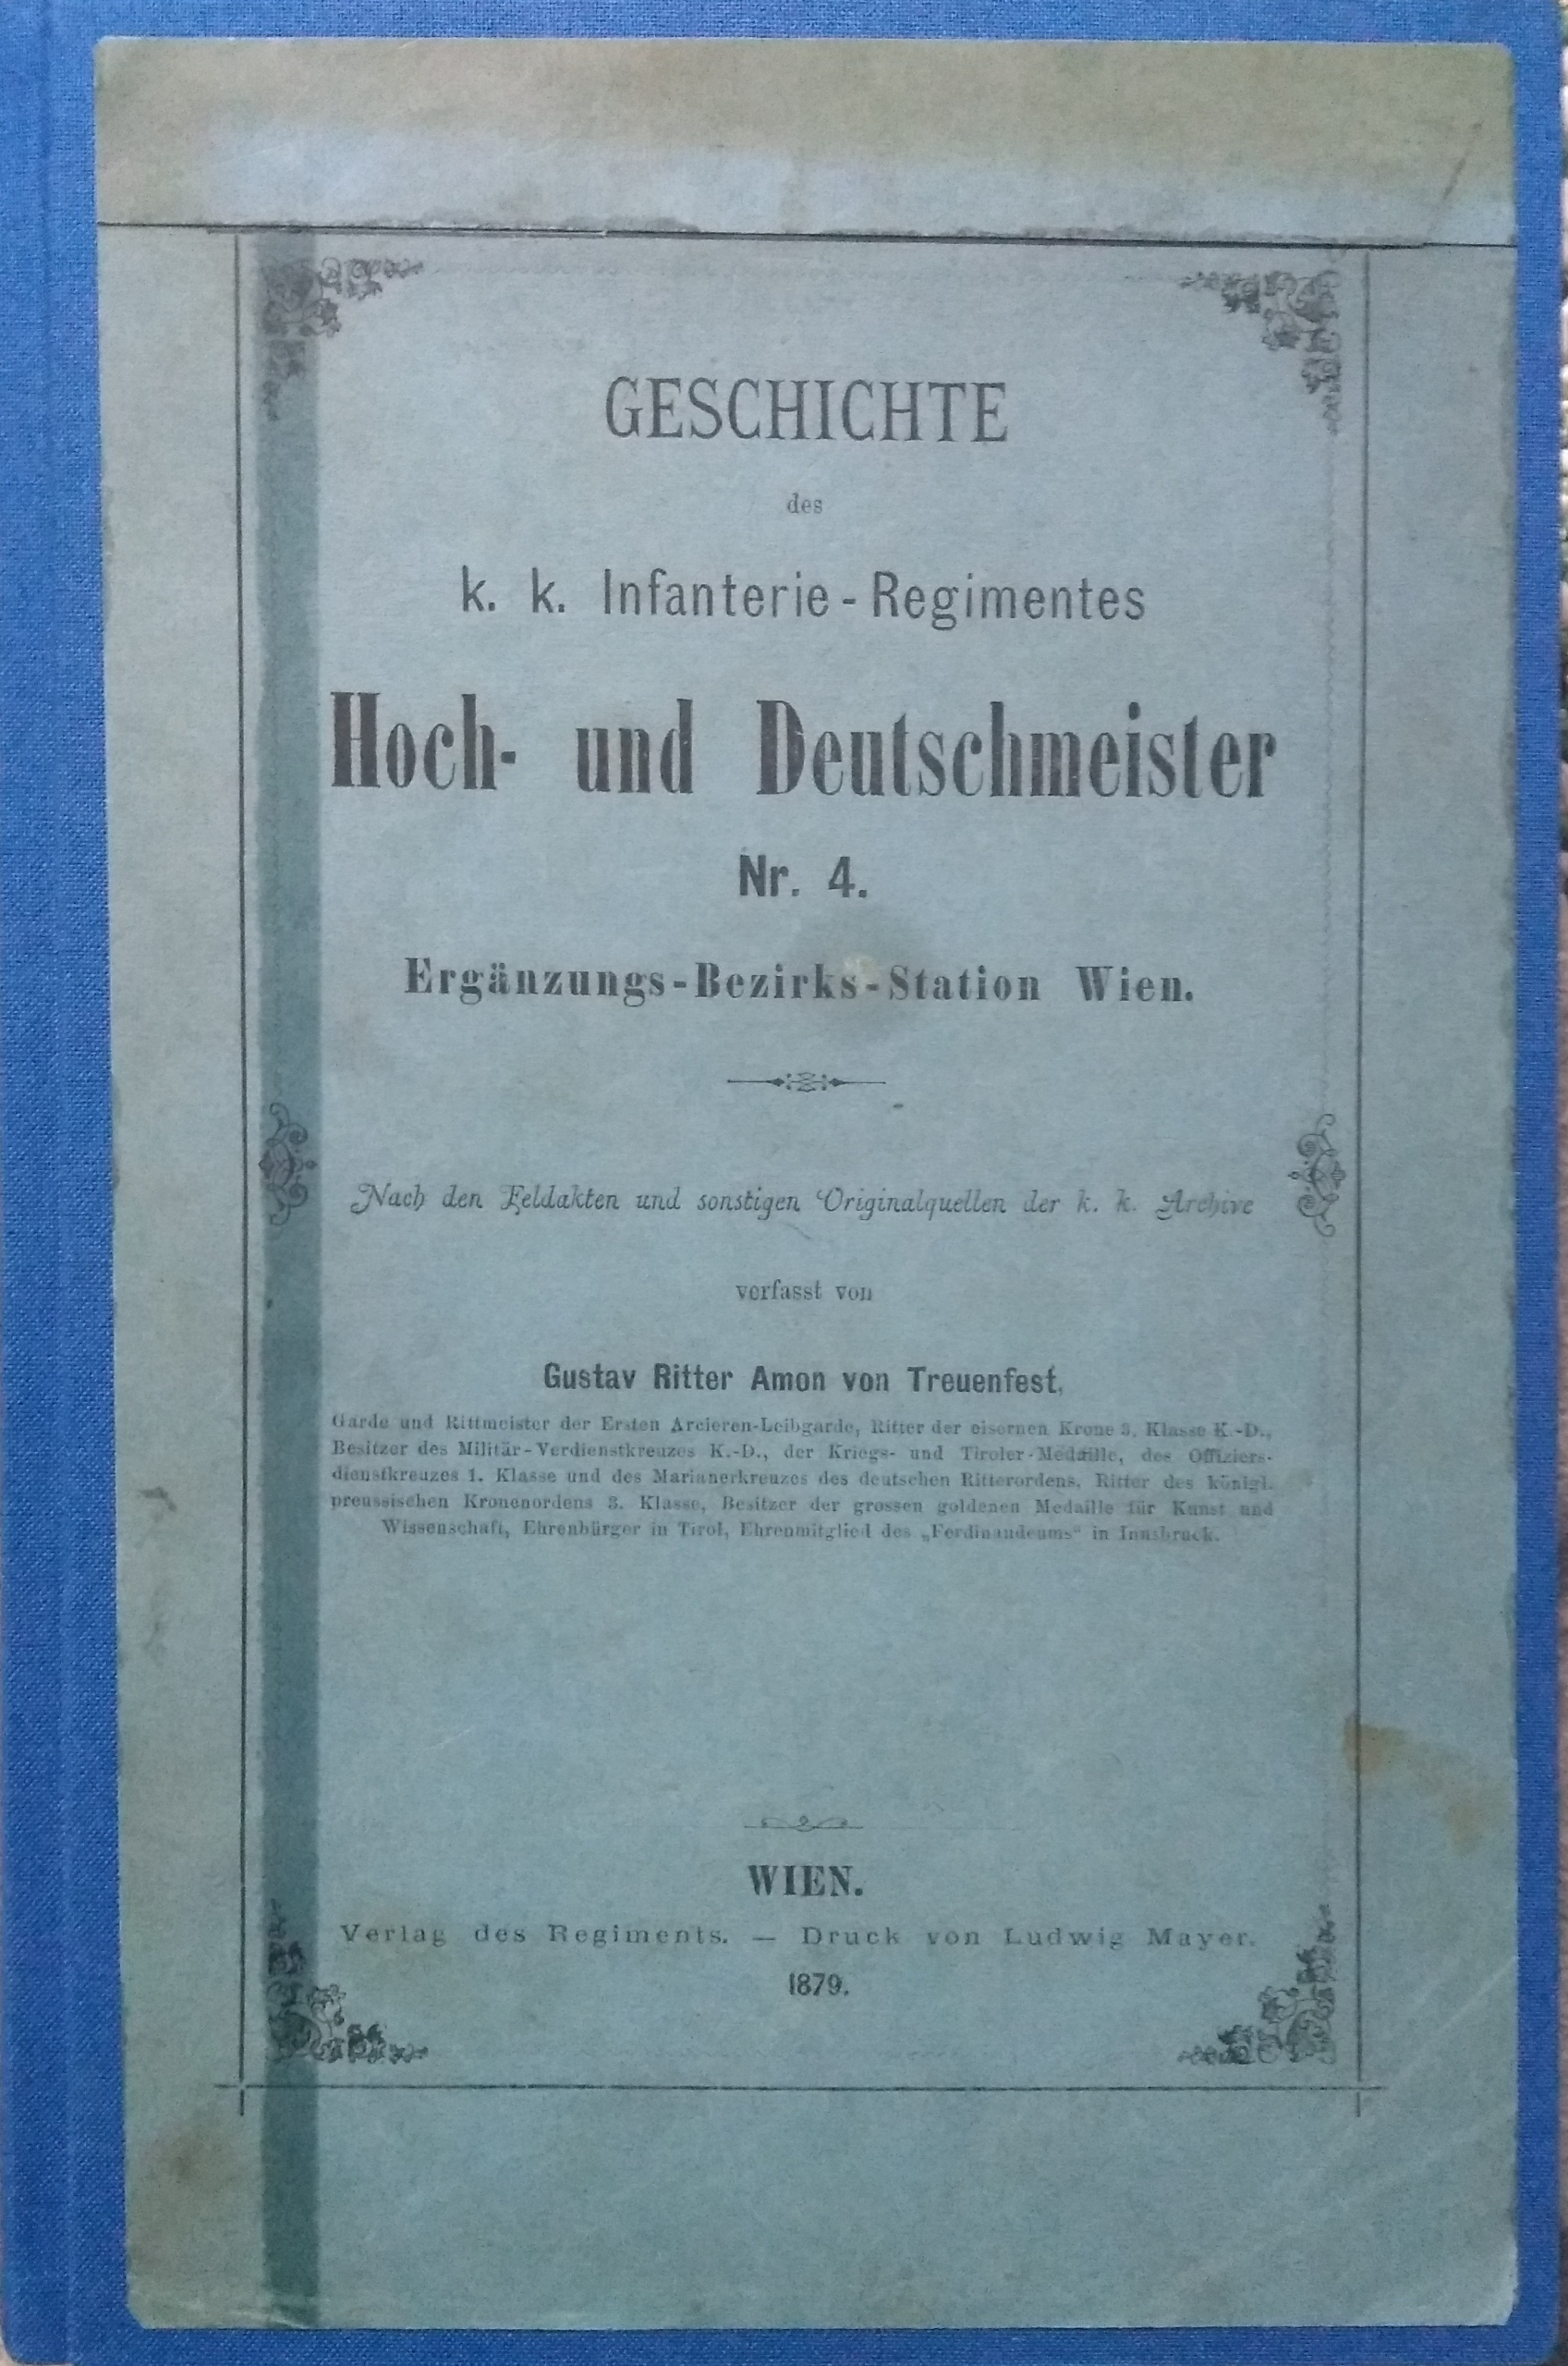 GESCHICHTE
des
k. k. Infanterie-Regimentes
Hoch- und Deutschmeister
Nr. 4.
Ergänzungs-Bezirks-Station Wien.
Nach den Feldakten und sonstigen Originalquellen der k. k. Archive
verfasst von
Gustav Ritter Amon von Treuenfest,
Garde und Rittmeister der Ersten Arcieren-Leibgarde, Ritter der eisernen Krone 3. Klasse K.-D.,
Besitzer des Militär-Verdienstkreuzes K.-D., der Kriegs- und Tiroler-Medaille, des Offiziers-
dienstkreuzes 1. Klasse und des Marianerkreuzes des deutschen Ritterordens, Ritter des königl.
preussischen Kronenordens 3. Klasse, Besitzer der grossen goldenen Medaille für Kunst und
Wissenschaft, Ehrenbürger in Tirol, Ehrenmitglied des „Ferdinandeums“ in Innsbruck.
WIEN.
Verlag des Regiments. — Druck von Ludwig Mayer.
1879.